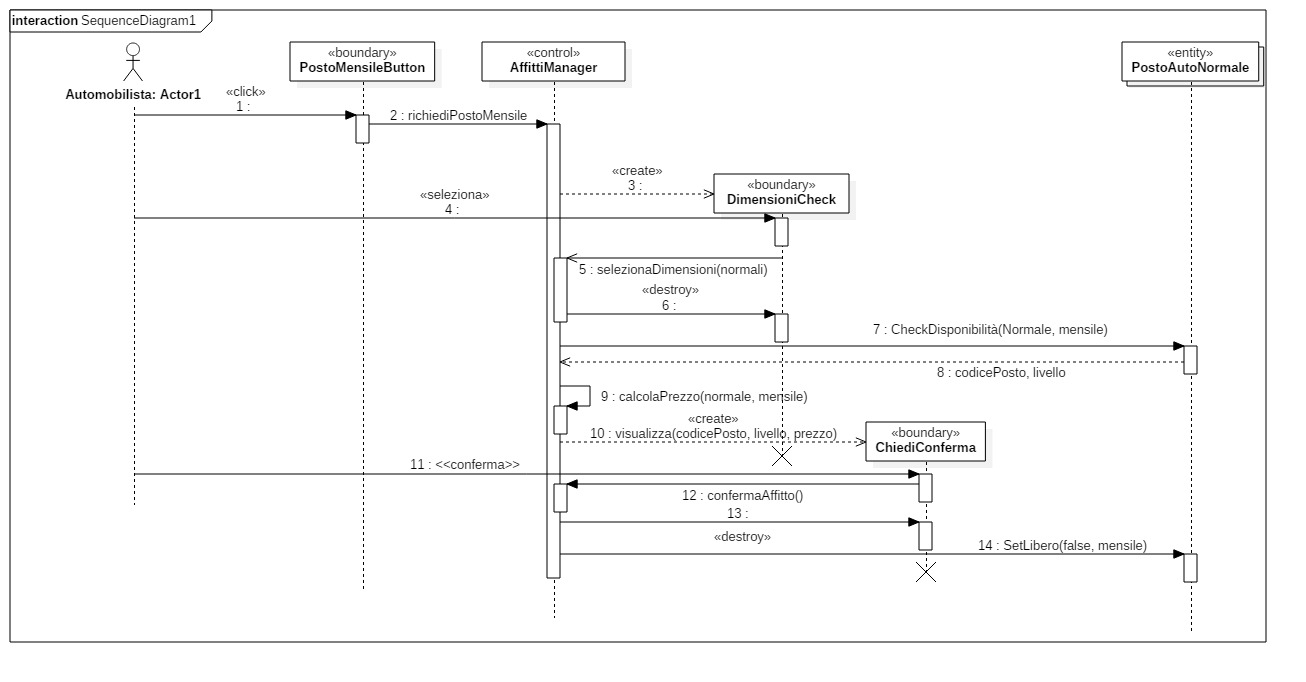 interaction SequenceDiagram1
«boundary»
PostoMensileButton
«control»
AffittiManager
«entity»
PostoAutoNormale
Automobilista: Actor1
«click»
1 :
2 : richiediPostoMensile
«create»
3 :
«boundary»
DimensioniCheck
«seleziona»
4 :
5 : selezionaDimensioni(normali)
«destroy»
6 :
7 : CheckDisponibilità(Normale, mensile)
8 : codicePosto, livello
9 : calcolaPrezzo(normale, mensile)
«create»
10 : visualizza(codicePosto, livello, prezzo)
«boundary»
ChiediConferma
11 : <<conferma>>
12 : confermaAffitto()
13 :
«destroy»
14 : SetLibero(false, mensile)